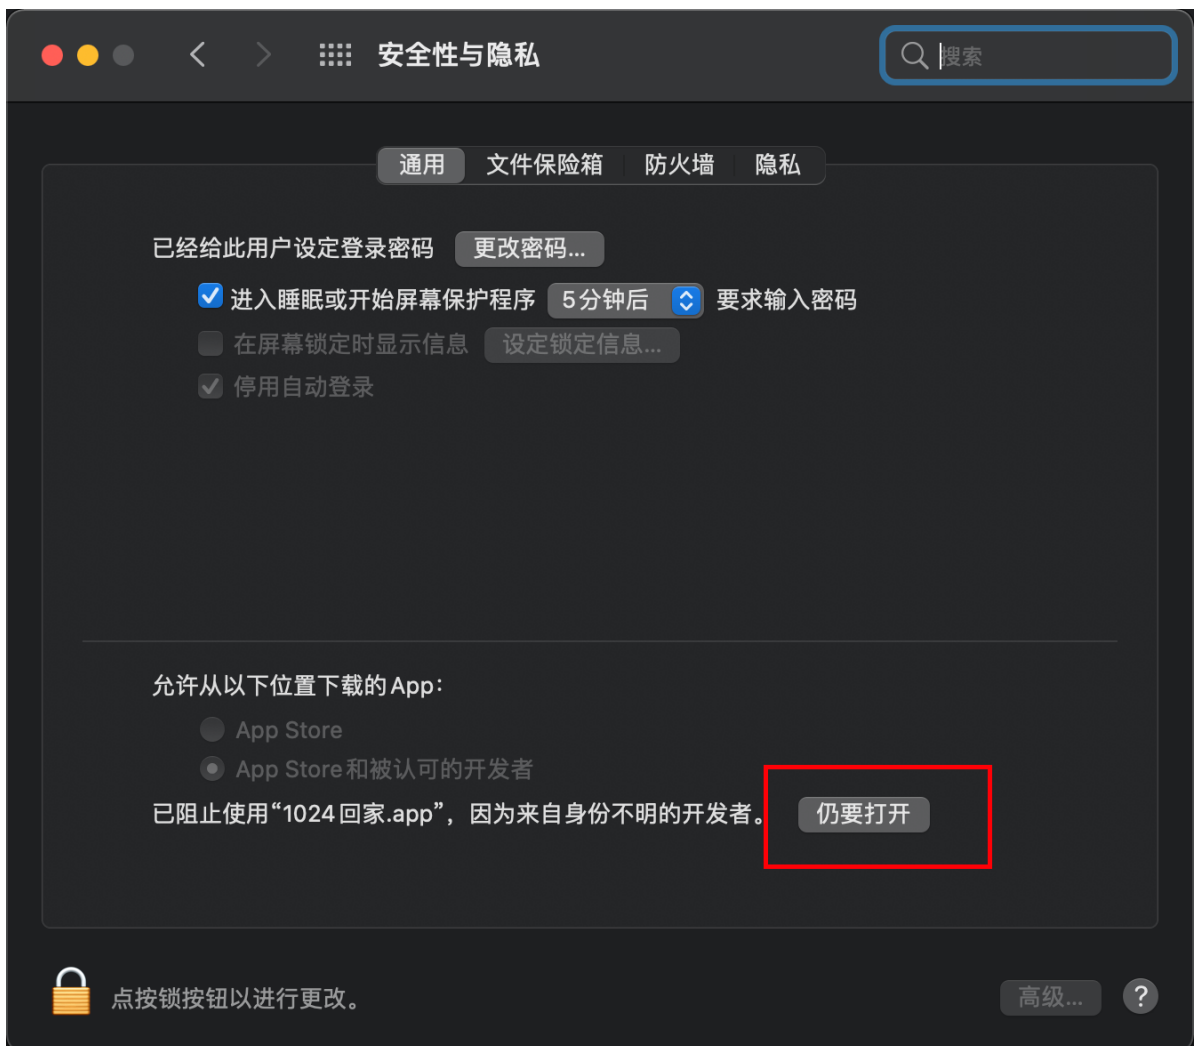 安全性与隐私
搜索
通用 文件保险箱 防火墙 隐私
已经给此用户设定登录密码 更改密码...
进入睡眠或开始屏幕保护程序 5分钟后 要求输入密码
在屏幕锁定时显示信息 设定锁定信息...
停用自动登录
允许从以下位置下载的App：
App Store
App Store和被认可的开发者
已阻止使用“1024回家.app”，因为来自身份不明的开发者。 仍要打开
点按锁按钮以进行更改。
高级... ?